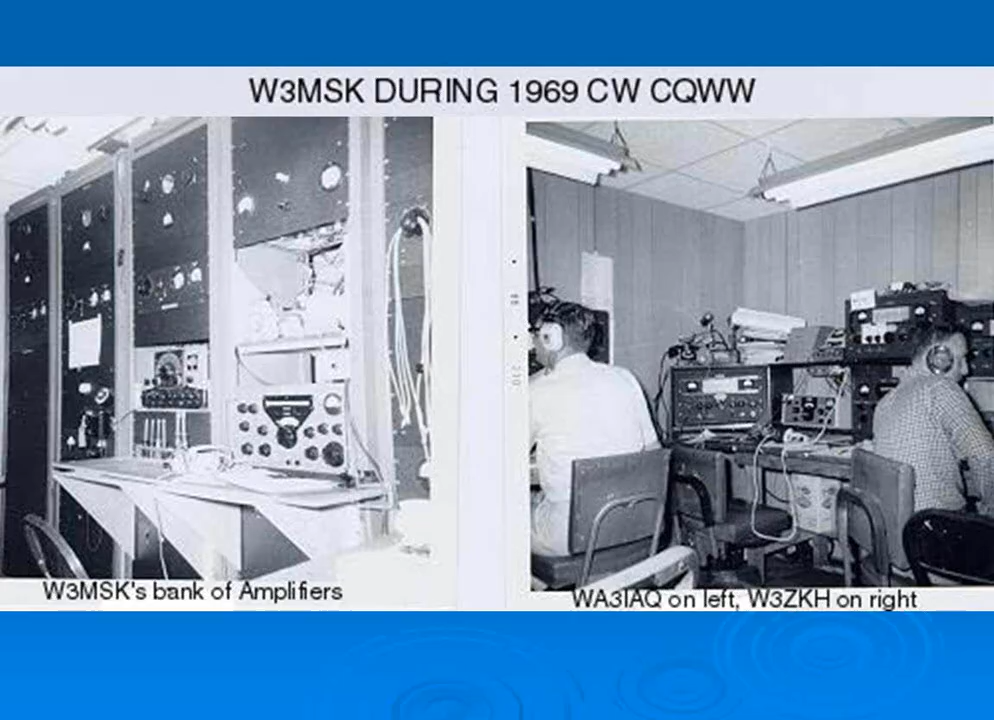 W3MSK DURING 1969 CW CQWW
W3MSK's bank of Amplifiers
WA3IAQ on left, W3ZKH on right